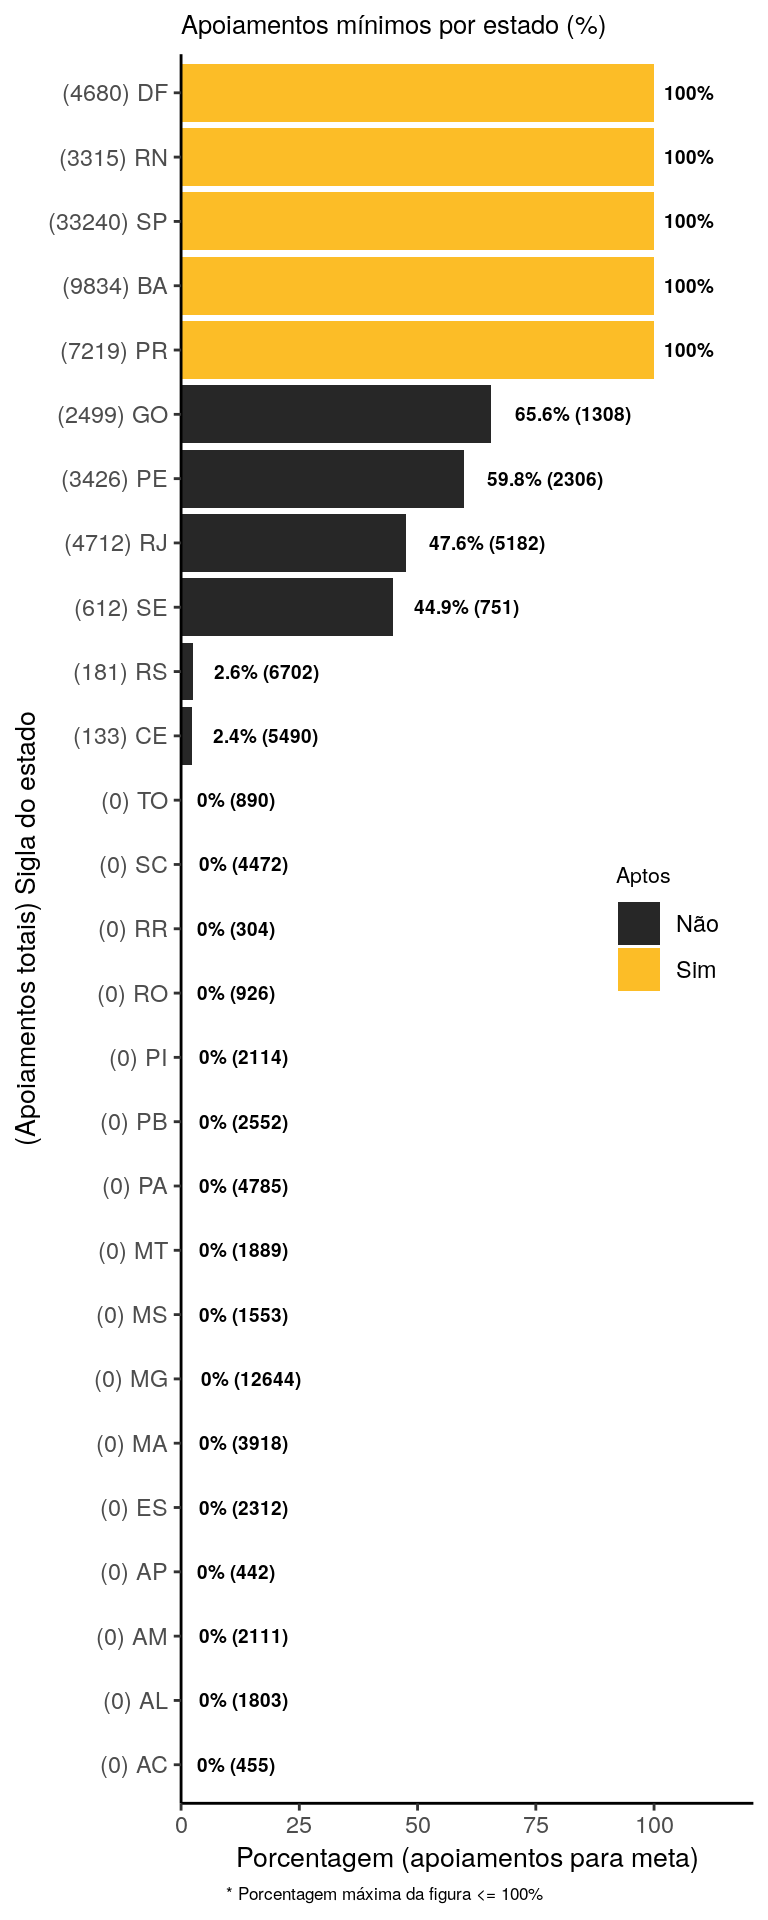 Apoiamentos mínimos por estado (%)
(4680) DF 100%
(3315) RN 100%
(33240) SP 100%
(9834) BA 100%
(7219) PR 100%
(2499) GO 65.6% (1308)
(3426) PE 59.8% (2306)
(4712) RJ 47.6% (5182)
(612) SE 44.9% (751)
(181) RS 2.6% (6702)
(133) CE 2.4% (5490)
(0) TO 0% (890)
(0) SC 0% (4472)
(0) RR 0% (304)
(0) RO 0% (926)
(0) PI 0% (2114)
(0) PB 0% (2552)
(0) PA 0% (4785)
(0) MT 0% (1889)
(0) MS 0% (1553)
(0) MG 0% (12644)
(0) MA 0% (3918)
(0) ES 0% (2312)
(0) AP 0% (442)
(0) AM 0% (2111)
(0) AL 0% (1803)
(0) AC 0% (455)
(Apoiamentos totais) Sigla do estado
Aptos
Não
Sim
0 25 50 75 100
Porcentagem (apoiamentos para meta)
* Porcentagem máxima da figura <= 100%